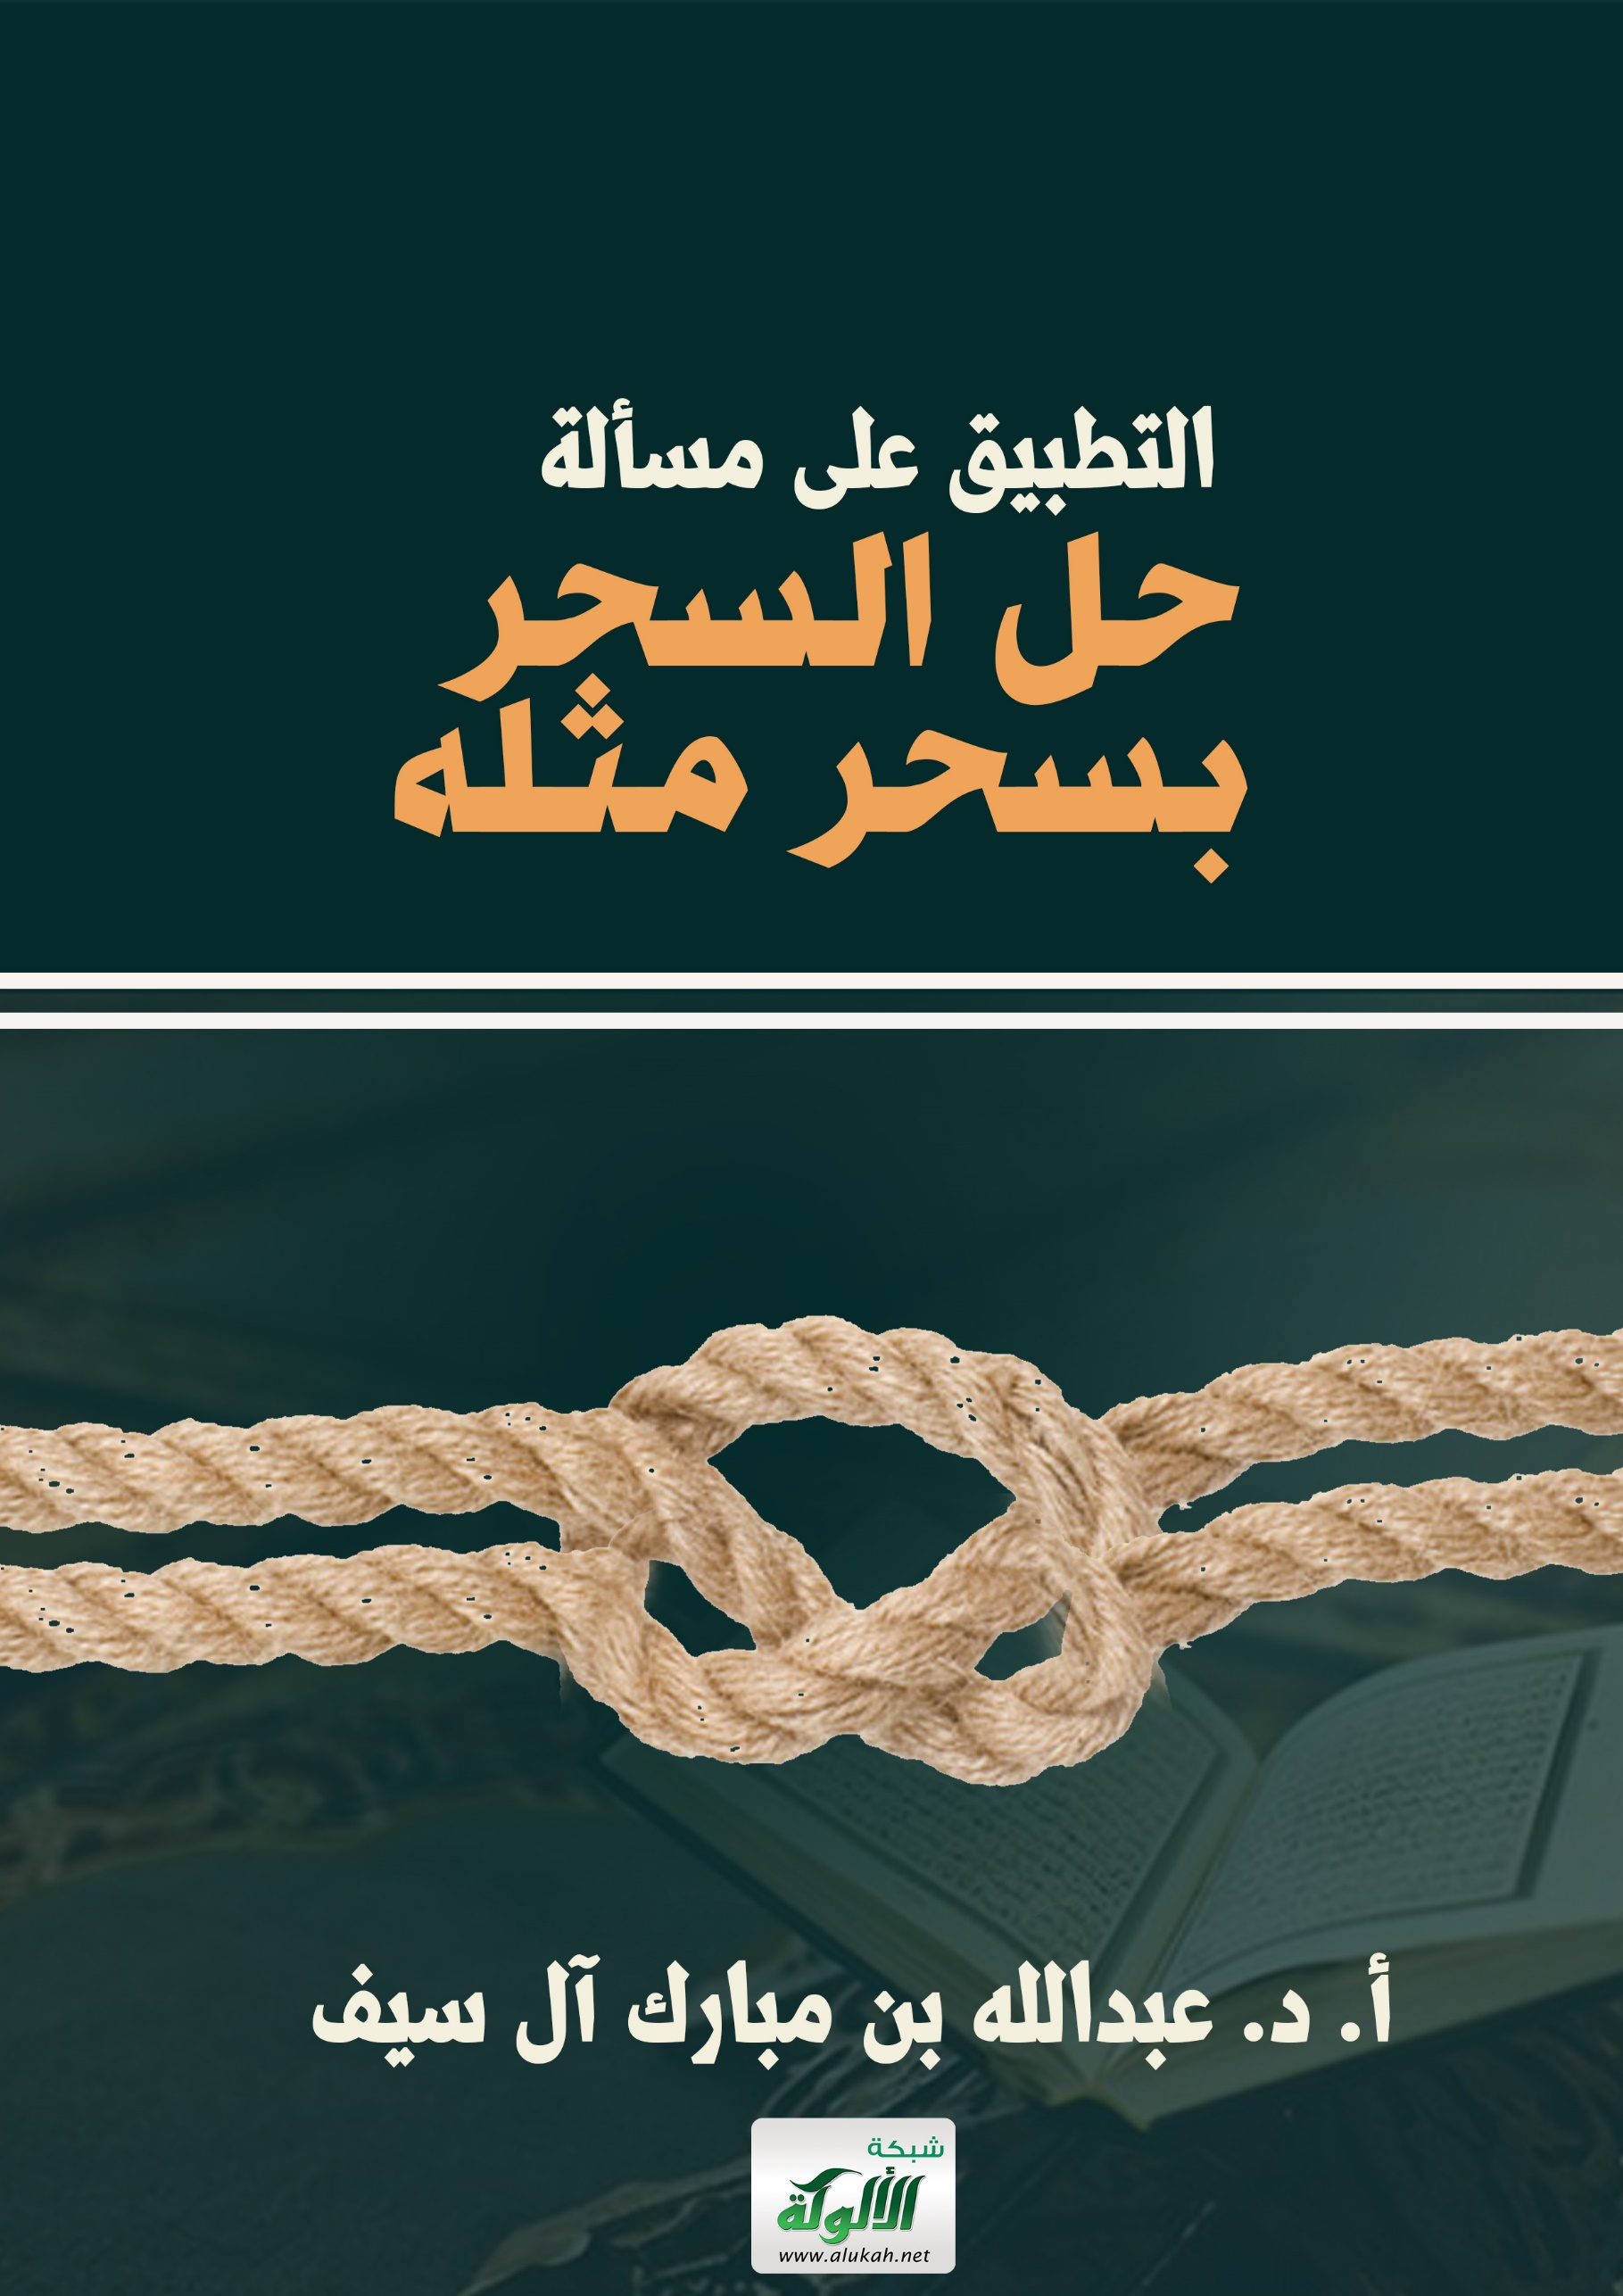 التطبيق على مسألة
حل السحر
بسحر مثله
أ. د. عبدالله بن مبارك آل سيف
شبكة
الألوكة
www.alukah.net